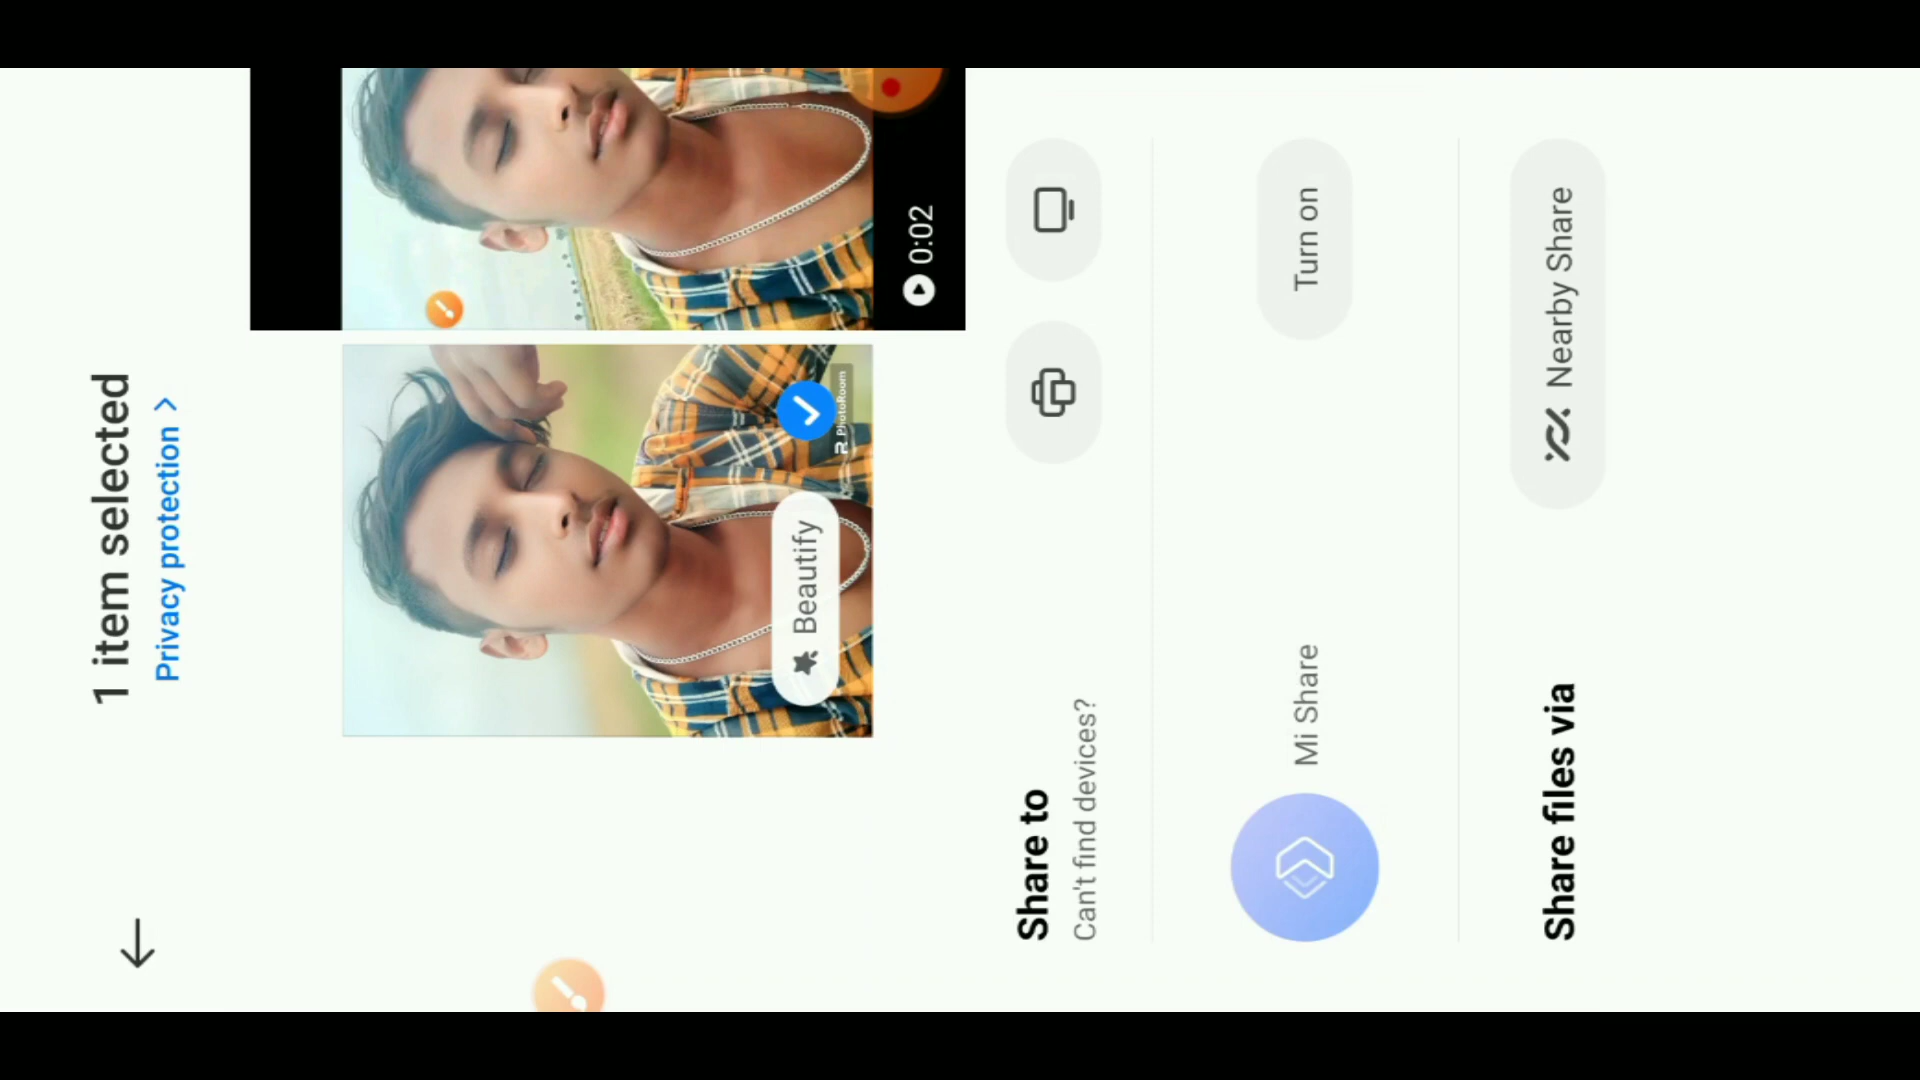 1 item selected
Privacy protection >
Beautify
PhotoRoom
0:02
Share to
Can't find devices?
Mi Share
Turn on
Share files via
Nearby Share